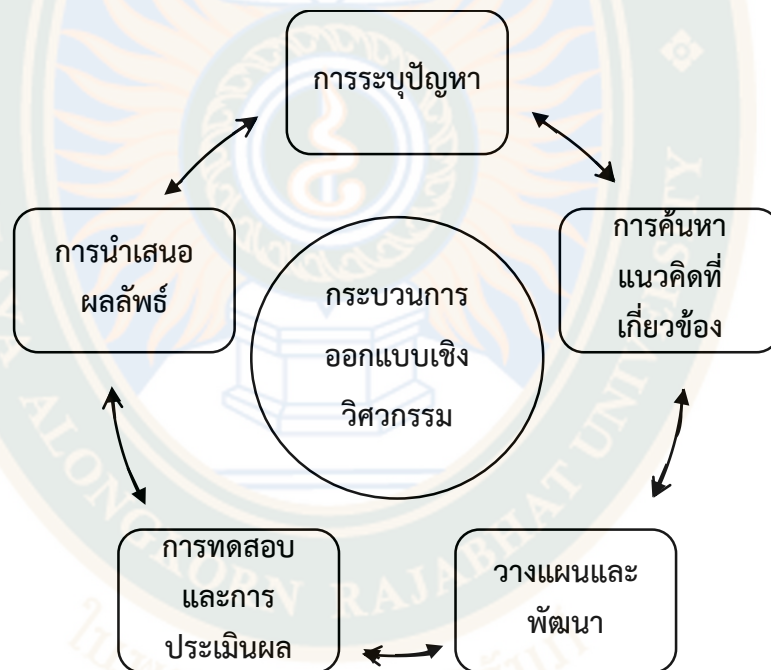 การระบุปัญหา
การค้นหา
แนวคิดที่
เกี่ยวข้อง
การนำเสนอ
ผลลัพธ์
กระบวนการ
ออกแบบเชิง
วิศวกรรม
การทดสอบ
และการ
ประเมินผล
วางแผนและ
พัฒนา
ALONGKORN RAJABHAT UNIVERSITY